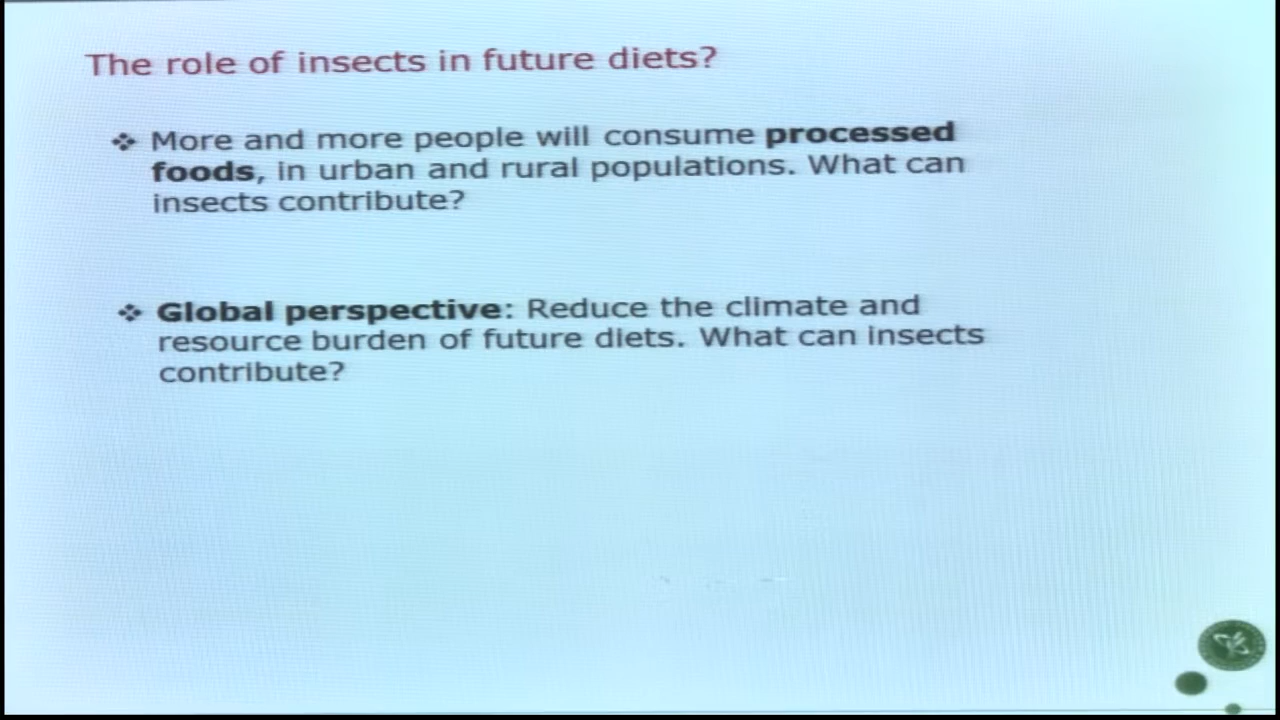 The role of insects in future diets?
❖ More and more people will consume processed
foods, in urban and rural populations. What can
insects contribute?
❖ Global perspective: Reduce the climate and
resource burden of future diets. What can insects
contribute?